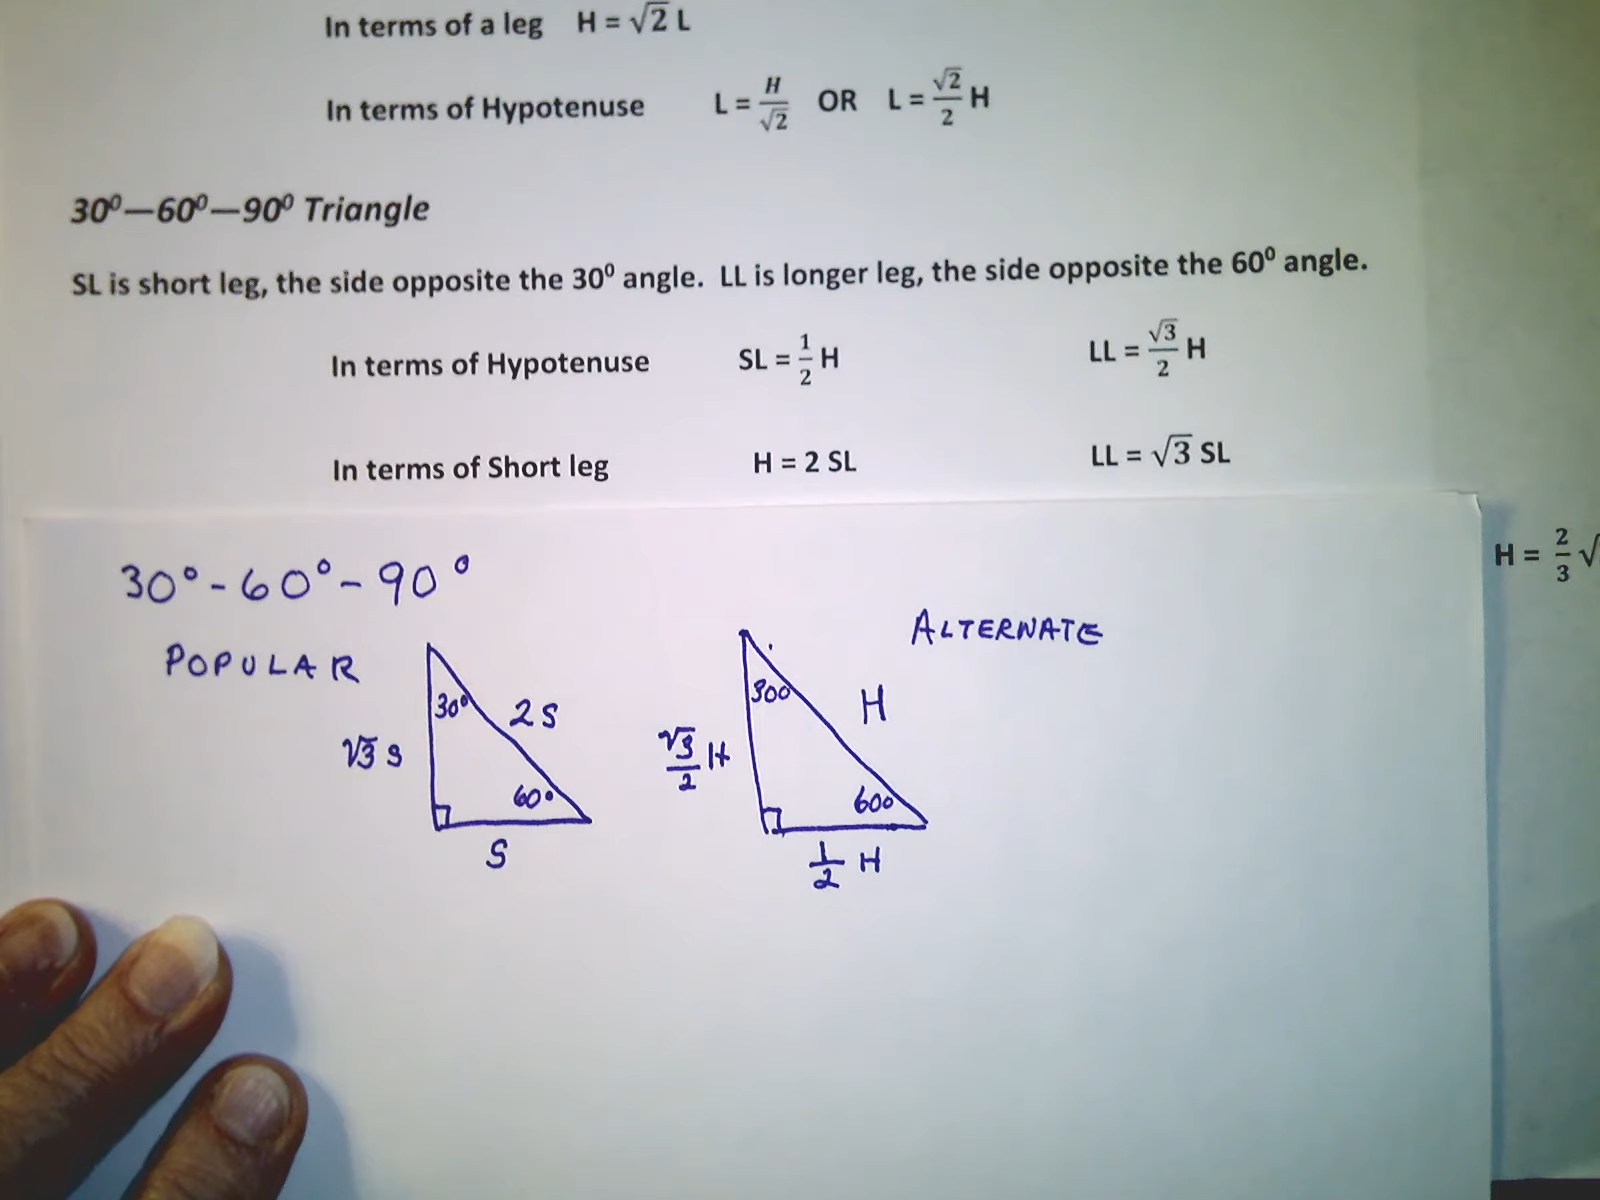 In terms of a leg H = √2 L
In terms of Hypotenuse L = H/√2 OR L = √2/2 H
30⁰—60⁰—90⁰ Triangle
SL is short leg, the side opposite the 30⁰ angle. LL is longer leg, the side opposite the 60⁰ angle.
In terms of Hypotenuse SL = 1/2 H LL = √3/2 H
In terms of Short leg H = 2 SL LL = √3 SL
H = 2/3 √
30° - 60° - 90°
POPULAR
ALTERNATE
30°
2S
√3 S
60°
S
30°
H
√3/2 H
60°
1/2 H